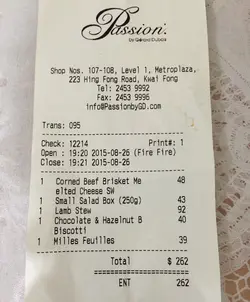 Passion.
by Gérard Dubois
Shop Nos. 107-108, Level 1, Metroplaza,
223 Hing Fong Road, Kwai Fong
Tel: 2453 9992
Fax: 2453 9996
info@PassionbyGD.com
Trans: 095
Check: 12214 Print#: 1
Open : 19:20 2015-08-26 (Fire Fire)
Close: 19:21 2015-08-26
1 Corned Beef Brisket Me 48
elted Cheese SW
1 Small Salad Box (250g) 43
1 Lamb Stew 92
1 Chocolate & Hazelnut B 40
Biscotti
1 Milles Feuilles 39
Total $ 262
ENT 262